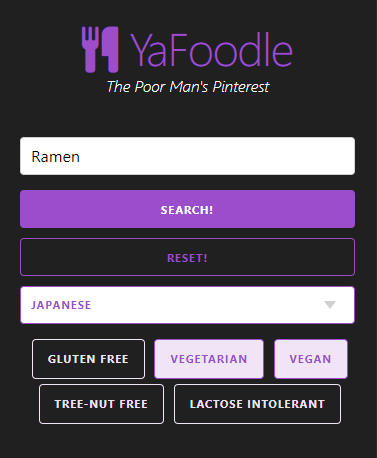 YaFoodle
The Poor Man's Pinterest
Ramen
SEARCH!
RESET!
JAPANESE
GLUTEN FREE VEGETARIAN VEGAN
TREE-NUT FREE LACTOSE INTOLERANT